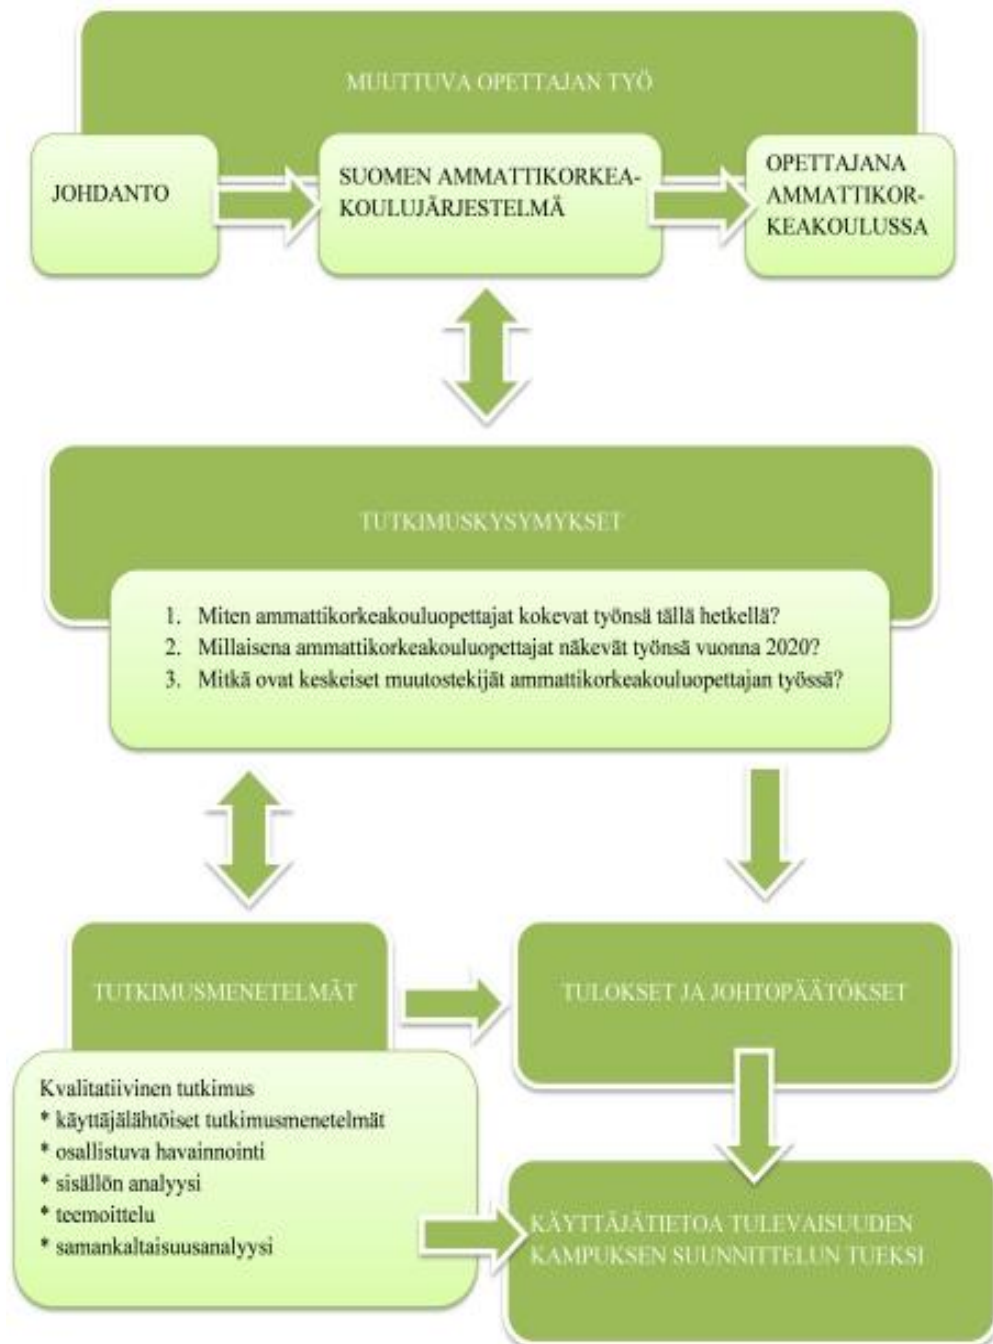 MUUTTUVA OPETTAJAN TYÖ
JOHDANTO
SUOMEN AMMATTIKORKEA-
KOULUJÄRJESTELMÄ
OPETTAJANA
AMMATTIKOR-
KEAKOULUSSA
TUTKIMUSKYSYMYKSET
1. Miten ammattikorkeakouluopettajat kokevat työnsä tällä hetkellä?
2. Millaisena ammattikorkeakouluopettajat näkevät työnsä vuonna 2020?
3. Mitkä ovat keskeiset muutostekijät ammattikorkeakouluopettajan työssä?
TUTKIMUSMENETELMÄT
Kvalitatiivinen tutkimus
* käyttäjälähtöiset tutkimusmenetelmät
* osallistuva havainnointi
* sisällön analyysi
* teemoittelu
* samankaltaisuusanalyysi
TULOKSET JA JOHTOPÄÄTÖKSET
KÄYTTÄJÄTIETOA TULEVAISUUDEN
KAMPUKSEN SUUNNITTELUN TUEKSI